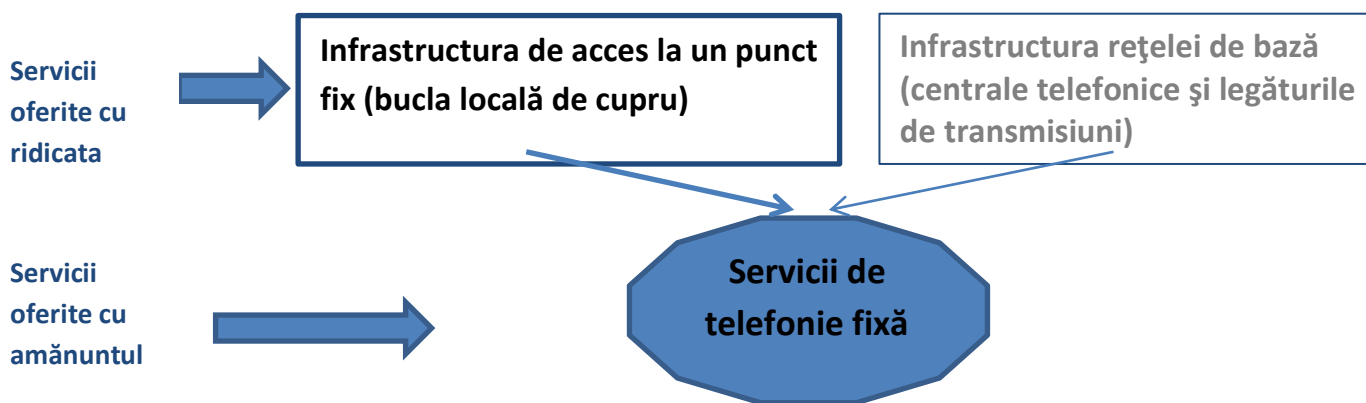 Servicii
oferite cu
ridicata
Infrastructura de acces la un punct
fix (bucla locală de cupru)
Infrastructura reţelei de bază
(centrale telefonice şi legăturile
de transmisiuni)
Servicii
oferite cu
amănuntul
Servicii de
telefonie fixă